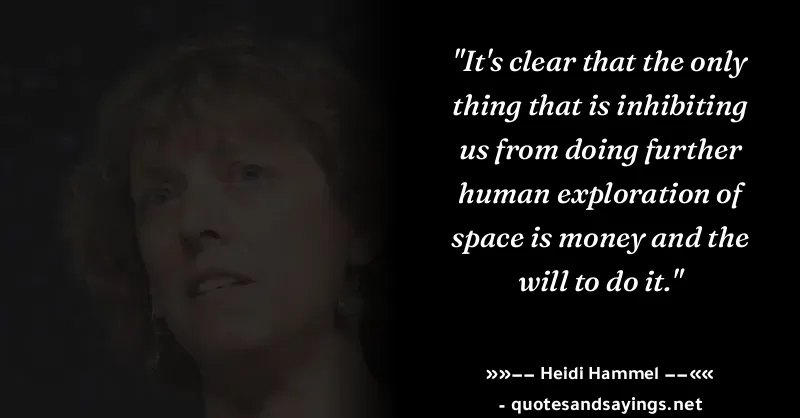 "It's clear that the only
thing that is inhibiting
us from doing further
human exploration of
space is money and the
will to do it."
»»–– Heidi Hammel ––««
- quotesandsayings.net